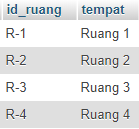 id_ruang tempat
R-1 Ruang 1
R-2 Ruang 2
R-3 Ruang 3
R-4 Ruang 4